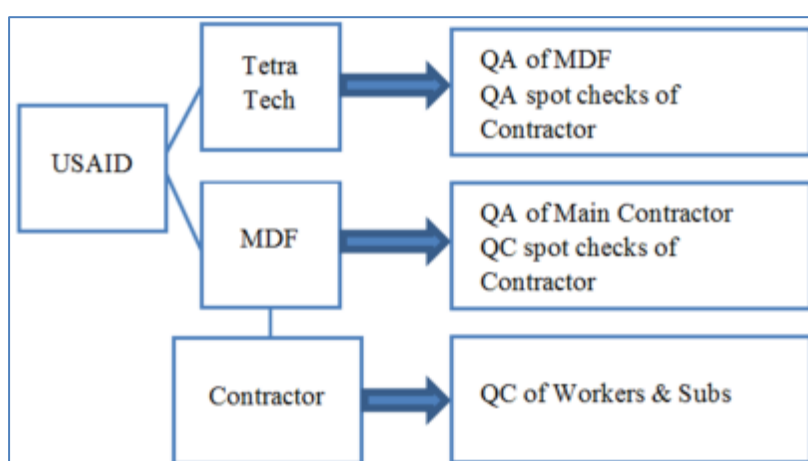 Tetra
Tech
QA of MDF
QA spot checks of
Contractor
USAID
MDF
QA of Main Contractor
QC spot checks of
Contractor
Contractor
QC of Workers & Subs